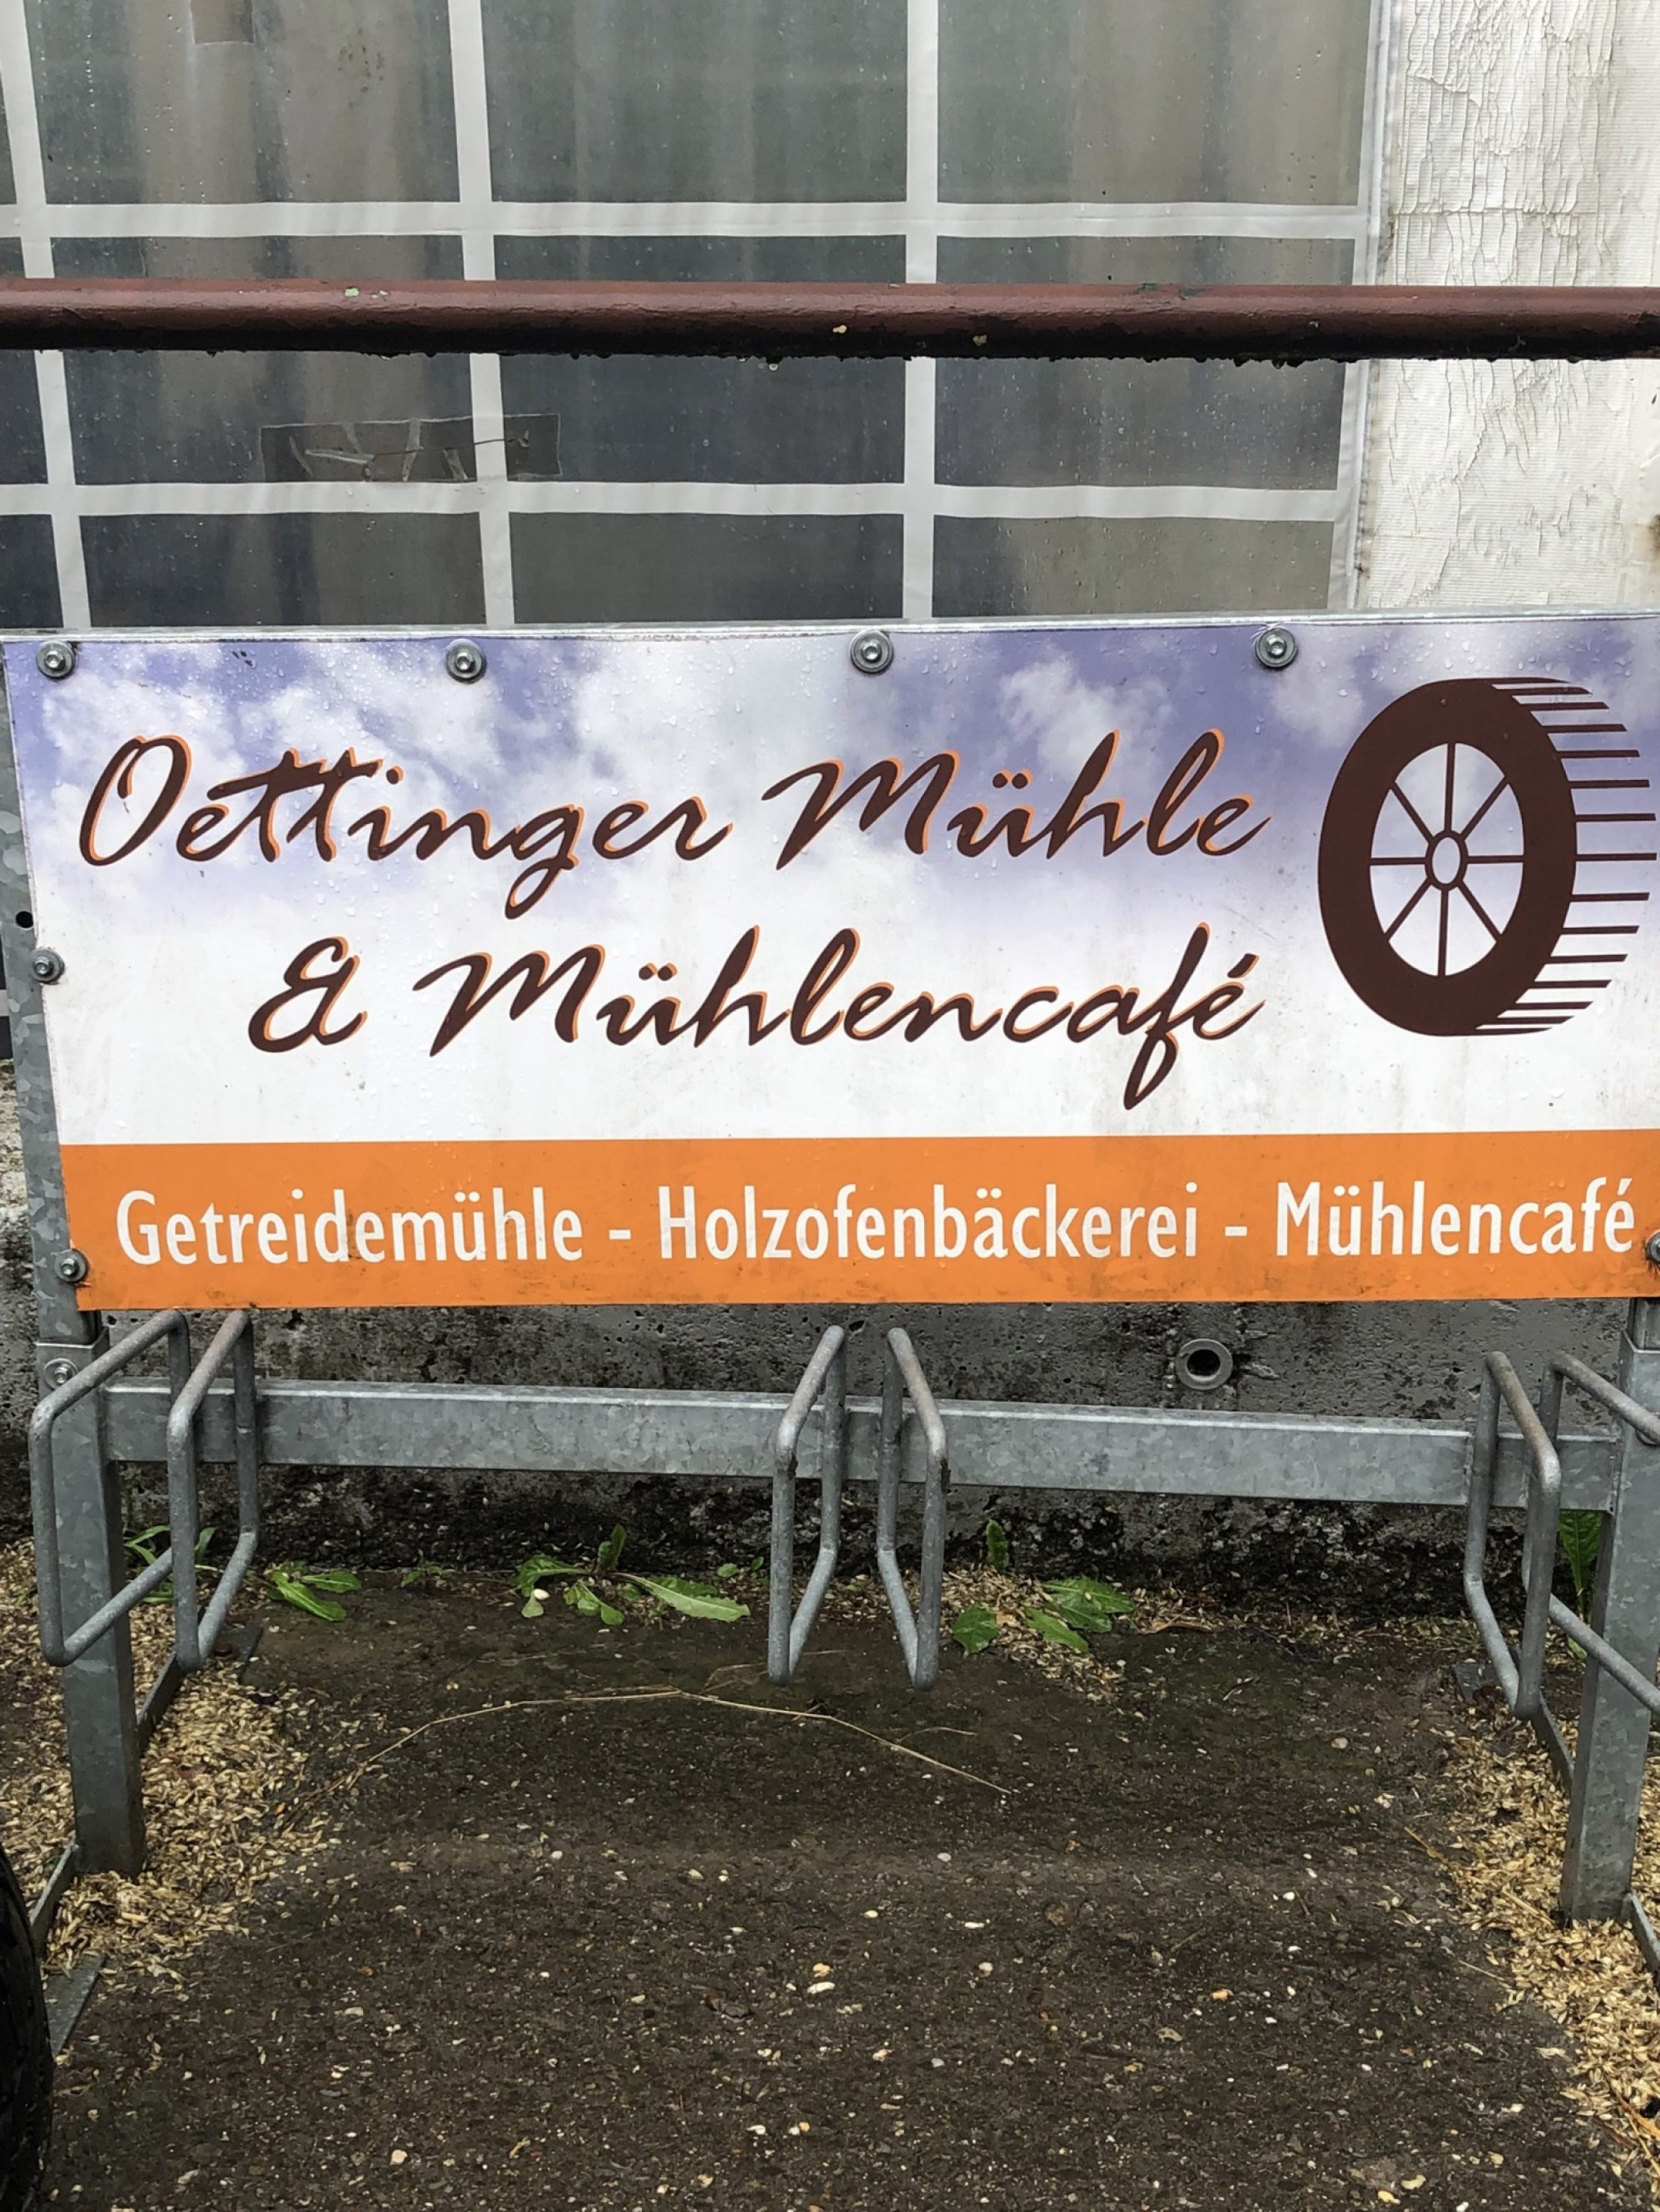 Oettinger Mühle
& Mühlencafé
Getreidemühle - Holzofenbäckerei - Mühlencafé